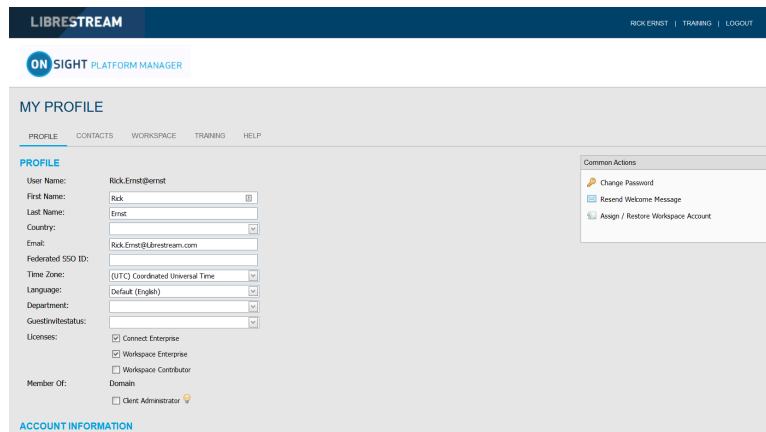 LIBRESTREAM
RICK ERNST | TRAINING | LOGOUT
ON SIGHT PLATFORM MANAGER
MY PROFILE
PROFILE CONTACTS WORKSPACE TRAINING HELP
PROFILE
User Name: Rick.Ernst@ernst
First Name: Rick
Last Name: Ernst
Country:
Email: Rick.Ernst@Librestream.com
Federated SSO ID:
Time Zone: (UTC) Coordinated Universal Time
Language: Default (English)
Department:
Guestinvitestatus:
Licenses: Connect Enterprise
Workspace Enterprise
Workspace Contributor
Member Of: Domain
Client Administrator
ACCOUNT INFORMATION
Common Actions
Change Password
Resend Welcome Message
Assign / Restore Workspace Account